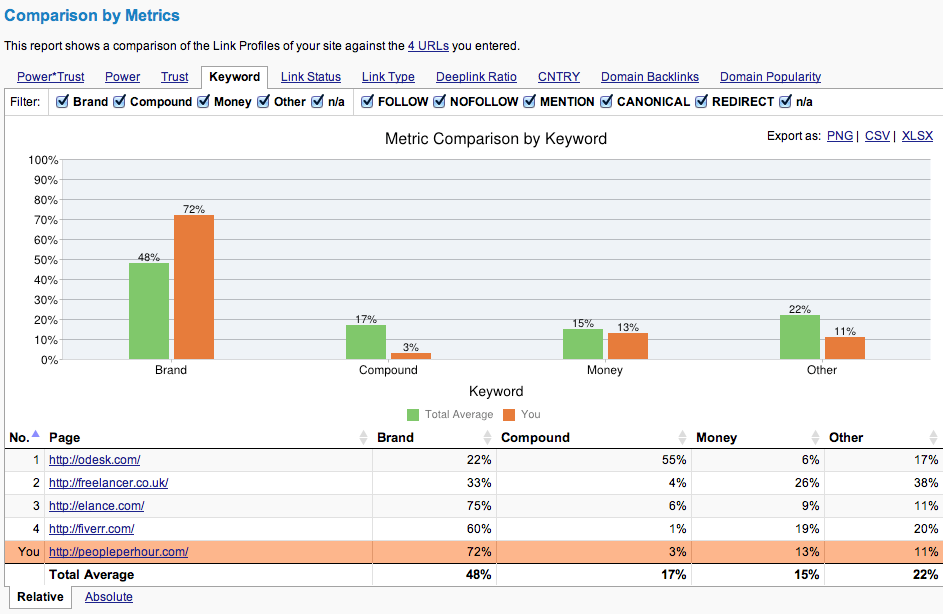 Comparison by Metrics
This report shows a comparison of the Link Profiles of your site against the 4 URLs you entered.
Power*Trust Power Trust Keyword Link Status Link Type Deeplink Ratio CNTRY Domain Backlinks Domain Popularity
Filter: Brand Compound Money Other n/a FOLLOW NOFOLLOW MENTION CANONICAL REDIRECT n/a
Metric Comparison by Keyword
Export as: PNG | CSV | XLSX
100%
90%
80%
70%
60%
50%
40%
30%
20%
10%
0%
48% 72% 17% 3% 15% 13% 22% 11%
Brand Compound Money Other
Keyword
Total Average You
No. Page Brand Compound Money Other
1 http://odesk.com/ 22% 55% 6% 17%
2 http://freelancer.co.uk/ 33% 4% 26% 38%
3 http://elance.com/ 75% 6% 9% 11%
4 http://fiverr.com/ 60% 1% 19% 20%
You http://peopleperhour.com/ 72% 3% 13% 11%
Total Average 48% 17% 15% 22%
Relative Absolute